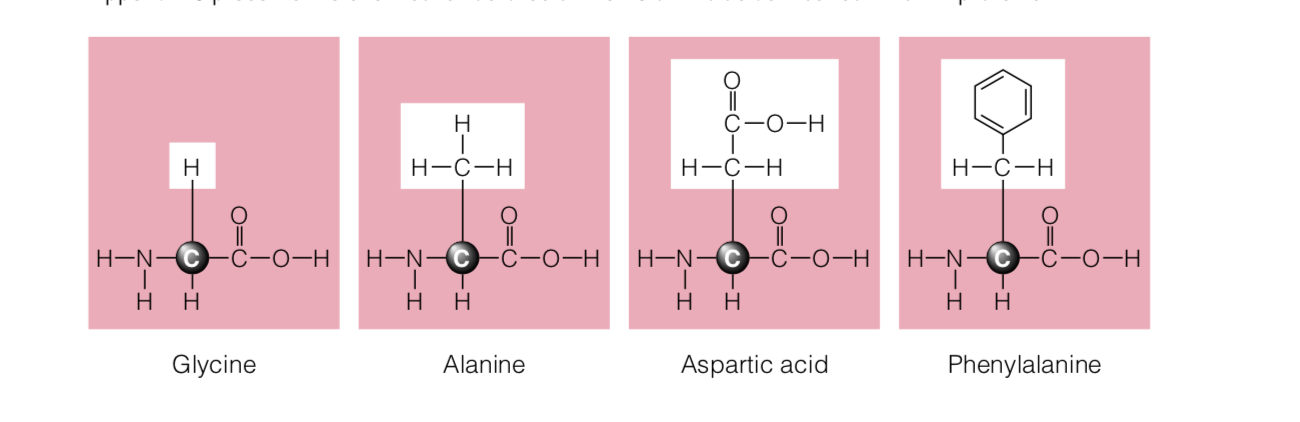 H
H–N–C–C–O–H
O
H H
H
H–C–H
H–N–C–C–O–H
O
H H
O
C–O–H
H–C–H
H–N–C–C–O–H
O
H H
H–C–H
H–N–C–C–O–H
O
H H
Glycine
Alanine
Aspartic acid
Phenylalanine